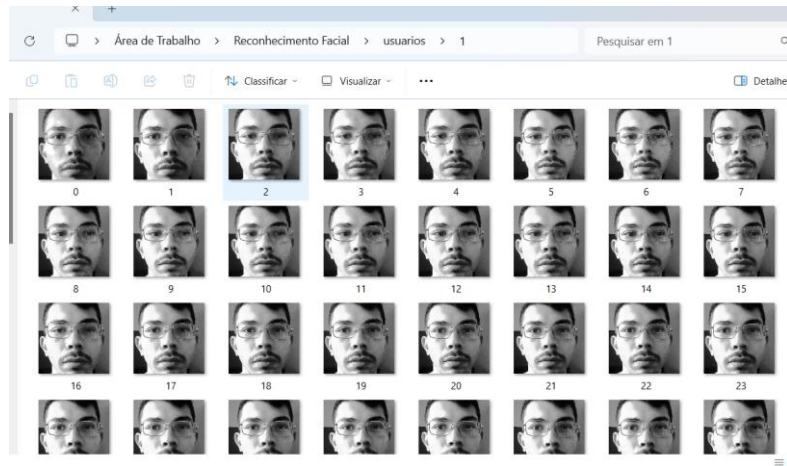 Área de Trabalho > Reconhecimento Facial > usuarios > 1 Pesquisar em 1
Classificar Visualizar ... Detalhe
0 1 2 3 4 5 6 7
8 9 10 11 12 13 14 15
16 17 18 19 20 21 22 23